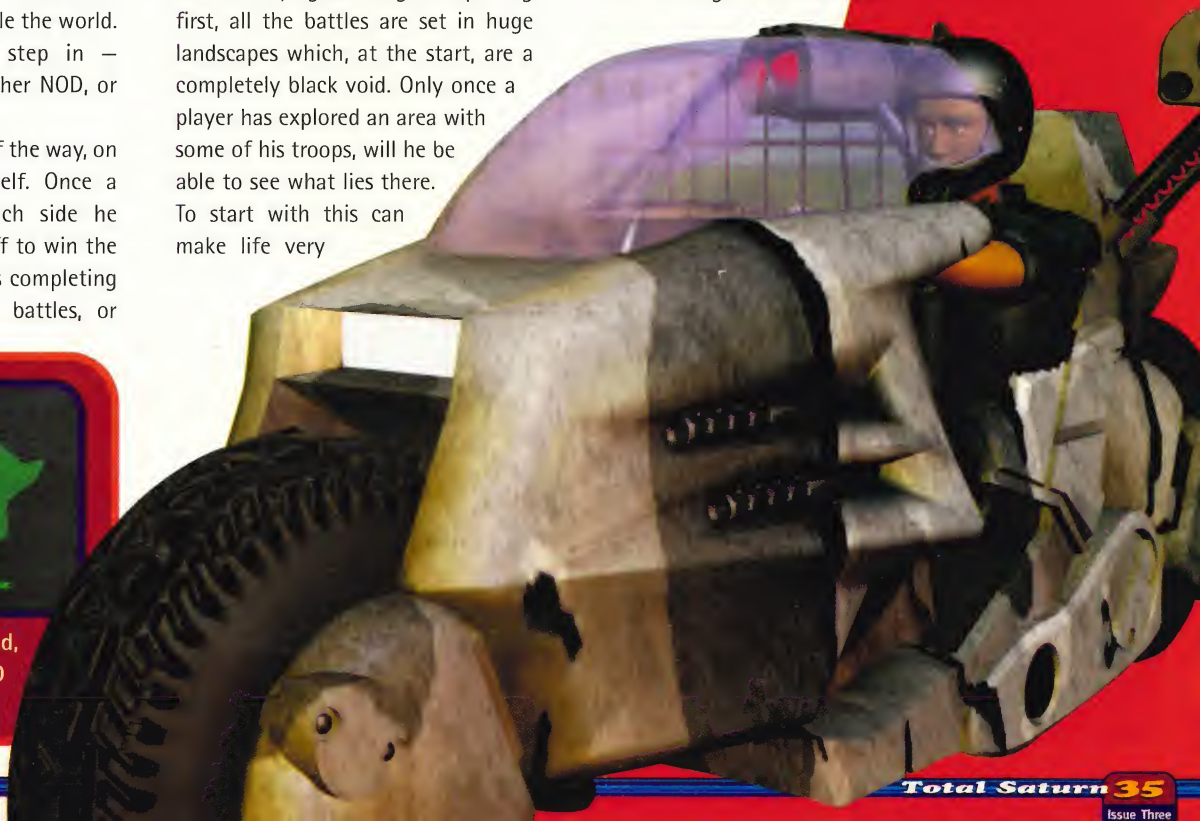 le the world.
step in —
her NOD, or
f the way, on
elf. Once a
ch side he
ff to win the
s completing
battles, or
first, all the battles are set in huge
landscapes which, at the start, are a
completely black void. Only once a
player has explored an area with
some of his troops, will he be
able to see what lies there.
To start with this can
make life very
d,
Total Saturn 35
Issue Three